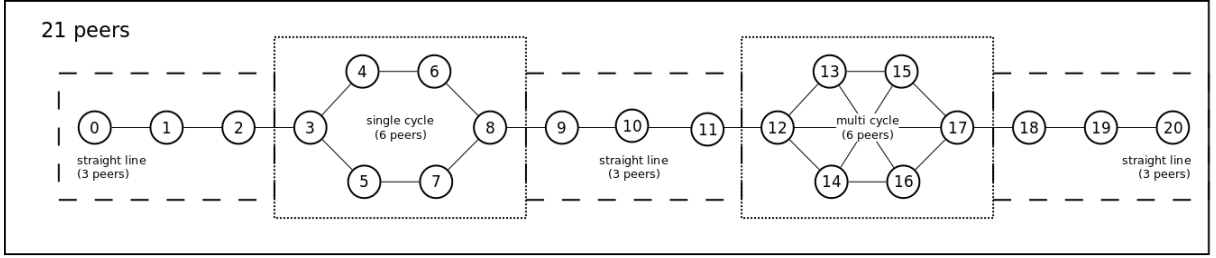 21 peers
4
6
13
15
0
1
2
3
single cycle
(6 peers)
8
9
10
11
12
multi cycle
(6 peers)
17
18
19
20
straight line
(3 peers)
straight line
(3 peers)
straight line
(3 peers)
5
7
14
16